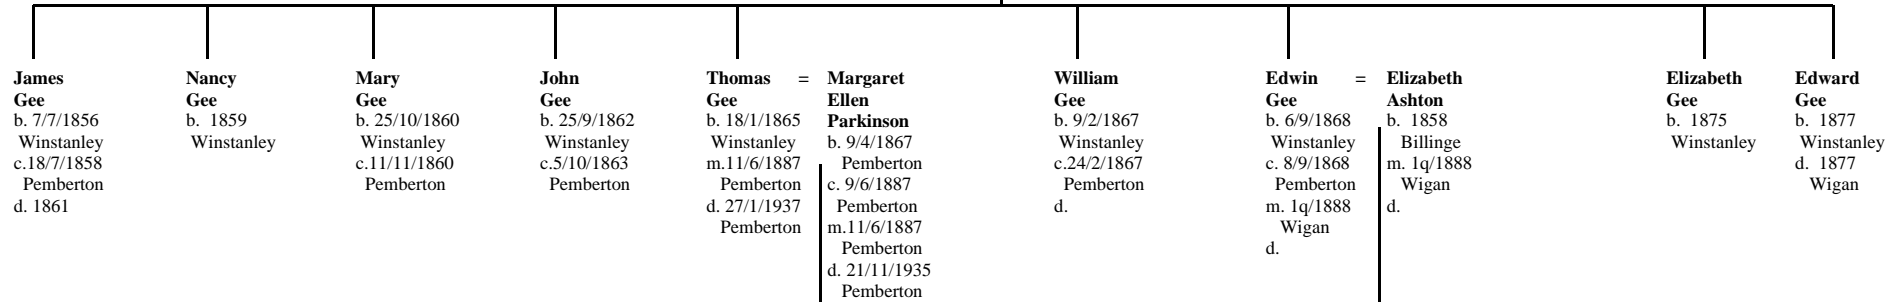 James
Gee
b. 7/7/1856
Winstanley
c.18/7/1858
Pemberton
d. 1861
Nancy
Gee
b. 1859
Winstanley
Mary
Gee
b. 25/10/1860
Winstanley
c.11/11/1860
Pemberton
John
Gee
b. 25/9/1862
Winstanley
c.5/10/1863
Pemberton
Thomas =
Gee
b. 18/1/1865
Winstanley
m.11/6/1887
Pemberton
d. 27/1/1937
Pemberton
Margaret
Ellen
Parkinson
b. 9/4/1867
Pemberton
c. 9/6/1887
Pemberton
m.11/6/1887
Pemberton
d. 21/11/1935
Pemberton
William
Gee
b. 9/2/1867
Winstanley
c.24/2/1867
Pemberton
d.
Edwin =
Gee
b. 6/9/1868
Winstanley
c. 8/9/1868
Pemberton
m. 1q/1888
Wigan
d.
Elizabeth
Ashton
b. 1858
Billinge
m. 1q/1888
Wigan
d.
Elizabeth
Gee
b. 1875
Winstanley
Edward
Gee
b. 1877
Winstanley
d. 1877
Wigan